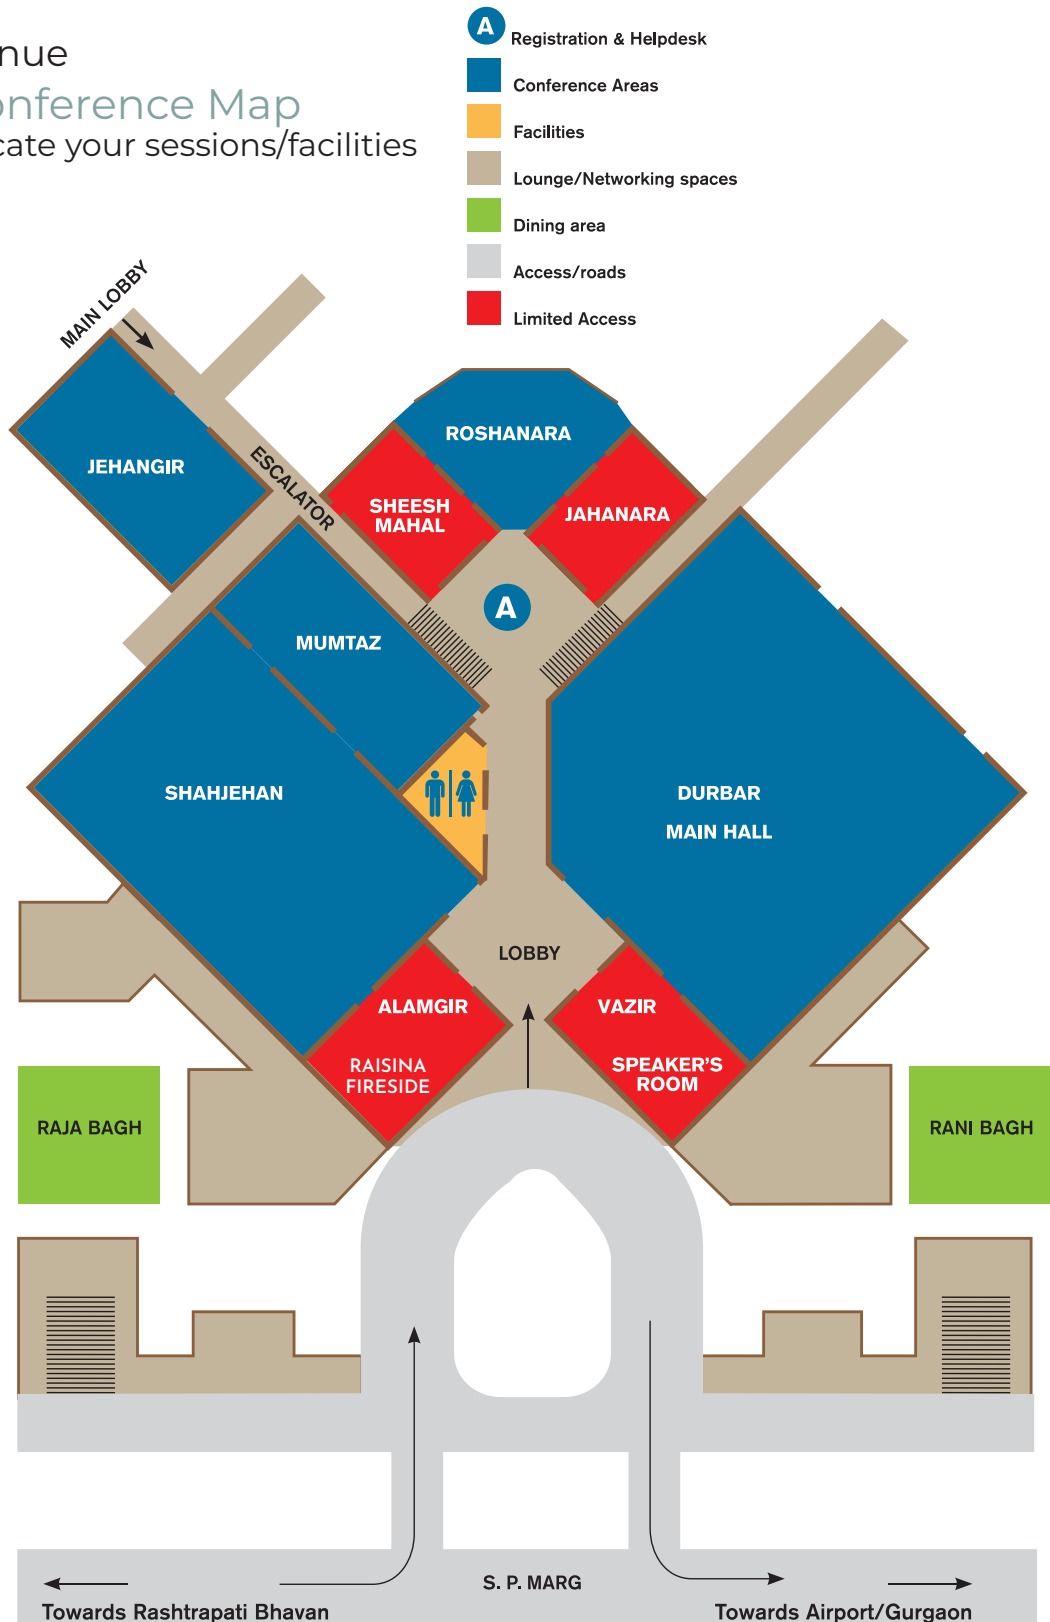 nue
onference Map
cate your sessions/facilities
A Registration & Helpdesk
Conference Areas
Facilities
Lounge/Networking spaces
Dining area
Access/roads
Limited Access
MAIN LOBBY
JEHANGIR
ESCALATOR
ROSHANARA
SHEESH
MAHAL
JAHANARA
A
MUMTAZ
SHAHJEHAN
DURBAR
MAIN HALL
LOBBY
ALAMGIR
RAISINA
FIRESIDE
VAZIR
SPEAKER'S
ROOM
RAJA BAGH
RANI BAGH
S. P. MARG
Towards Rashtrapati Bhavan
Towards Airport/Gurgaon